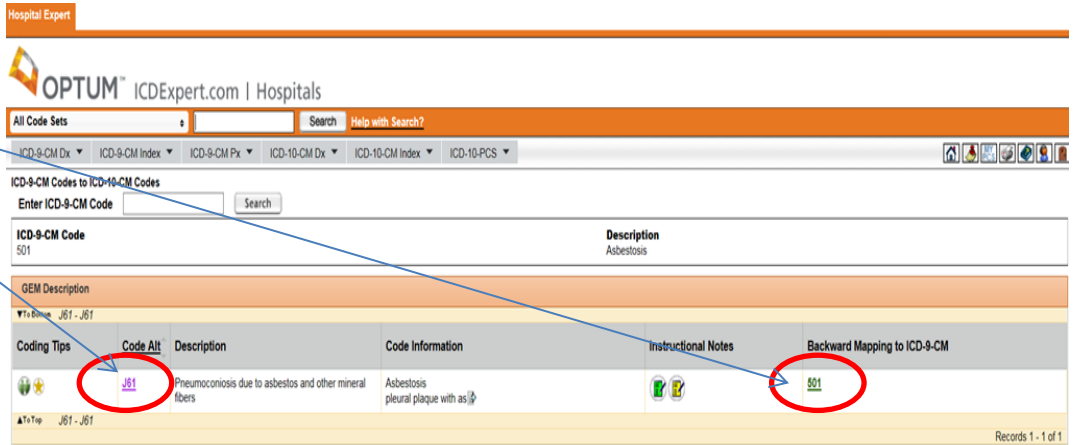 Hospital Expert
OPTUM™ ICDExpert.com | Hospitals
All Code Sets Search Help with Search?
ICD-9-CM Dx ▼ ICD-9-CM Index ▼ ICD-9-CM Px ▼ ICD-10-CM Dx ▼ ICD-10-CM Index ▼ ICD-10-PCS ▼
ICD-9-CM Codes to ICD-10-CM Codes
Enter ICD-9-CM Code Search
ICD-9-CM Code Description
501 Asbestosis
GEM Description
▼To Bottom J61 - J61
Coding Tips Code Alt Description Code Information Instructional Notes Backward Mapping to ICD-9-CM
J61 Pneumoconiosis due to asbestos and other mineral Asbestosis 501
fibers pleural plaque with as
▲To Top J61 - J61
Records 1 - 1 of 1